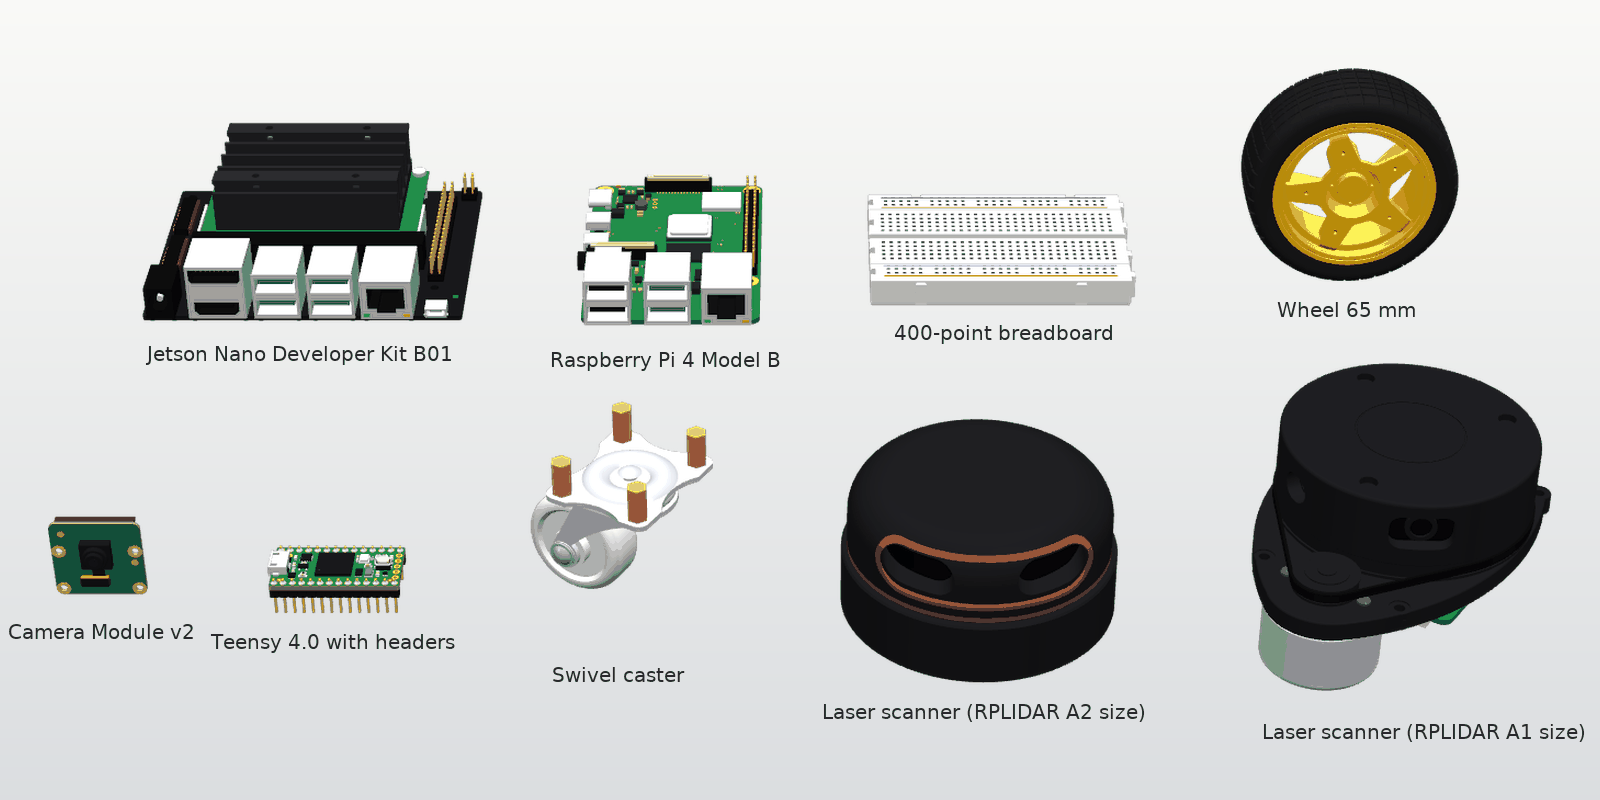 Jetson Nano Developer Kit B01
Raspberry Pi 4 Model B
400-point breadboard
Wheel 65 mm
Camera Module v2
Teensy 4.0 with headers
Swivel caster
Laser scanner (RPLIDAR A2 size)
Laser scanner (RPLIDAR A1 size)